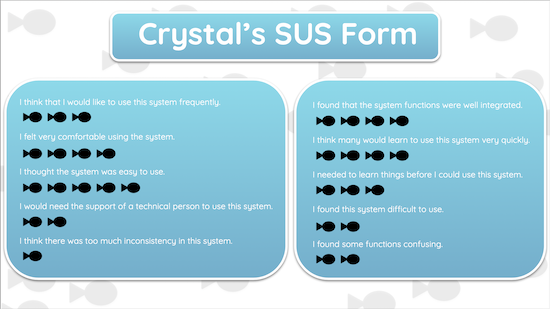 Crystal's SUS Form
I think that I would like to use this system frequently.
I felt very comfortable using the system.
I thought the system was easy to use.
I would need the support of a technical person to use this system.
I think there was too much inconsistency in this system.
I found that the system functions were well integrated.
I think many would learn to use this system very quickly.
I needed to learn things before I could use this system.
I found this system difficult to use.
I found some functions confusing.